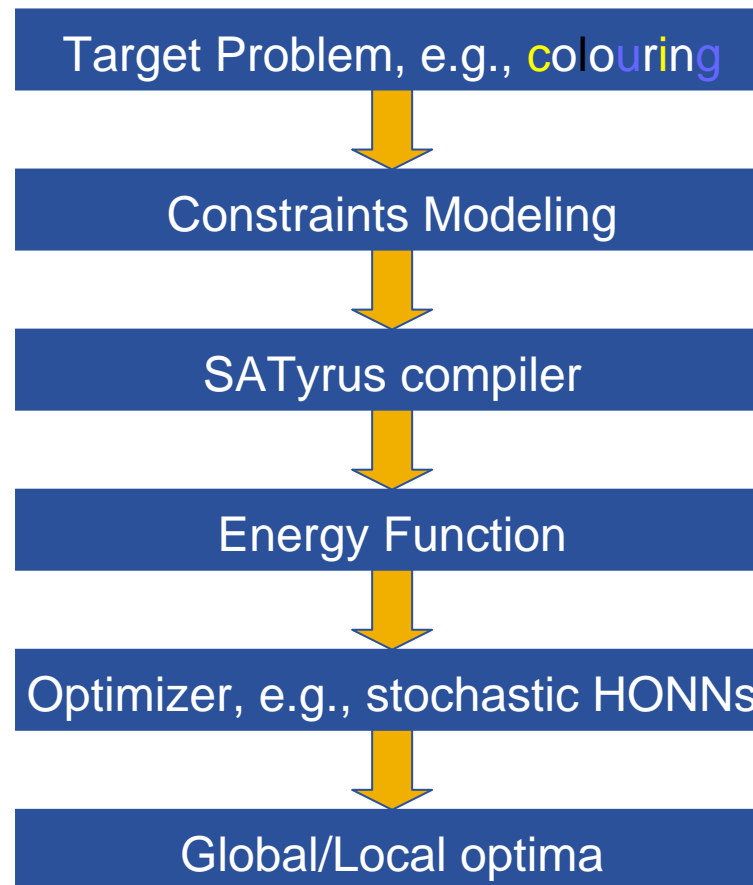 Target Problem, e.g., colouring
Constraints Modeling
SATyrus compiler
Energy Function
Optimizer, e.g., stochastic HONNs
Global/Local optima